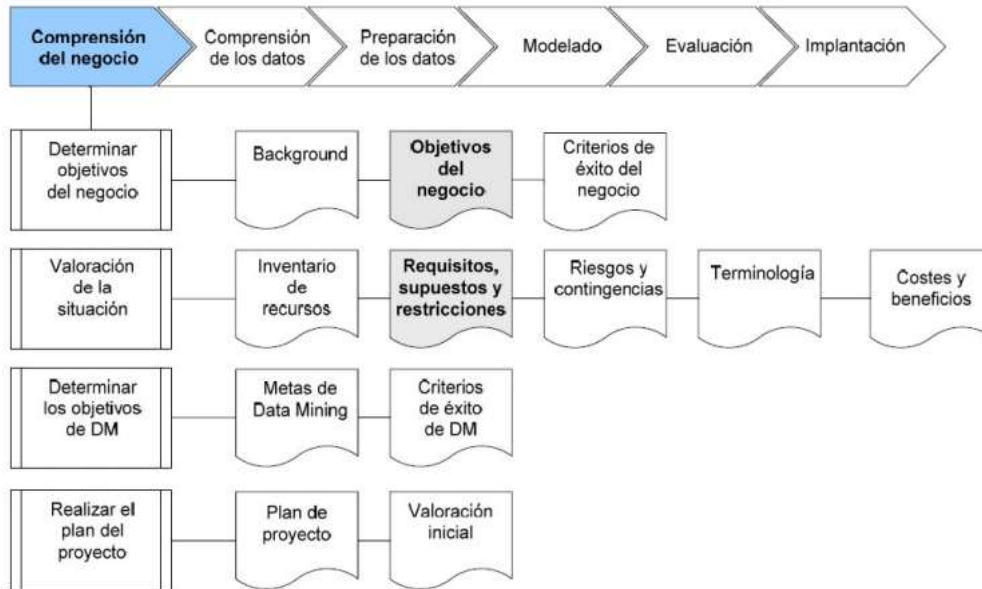 Comprensión
del negocio
Comprensión
de los datos
Preparación
de los datos
Modelado
Evaluación
Implantación
Determinar
objetivos
del negocio
Background
Objetivos
del
negocio
Criterios de
éxito del
negocio
Valoración
de la
situación
Inventario
de
recursos
Requisitos,
supuestos y
restricciones
Riesgos y
contingencias
Terminología
Costes y
beneficios
Determinar
los objetivos
de DM
Metas de
Data Mining
Criterios
de éxito
de DM
Realizar el
plan del
proyecto
Plan de
proyecto
Valoración
inicial